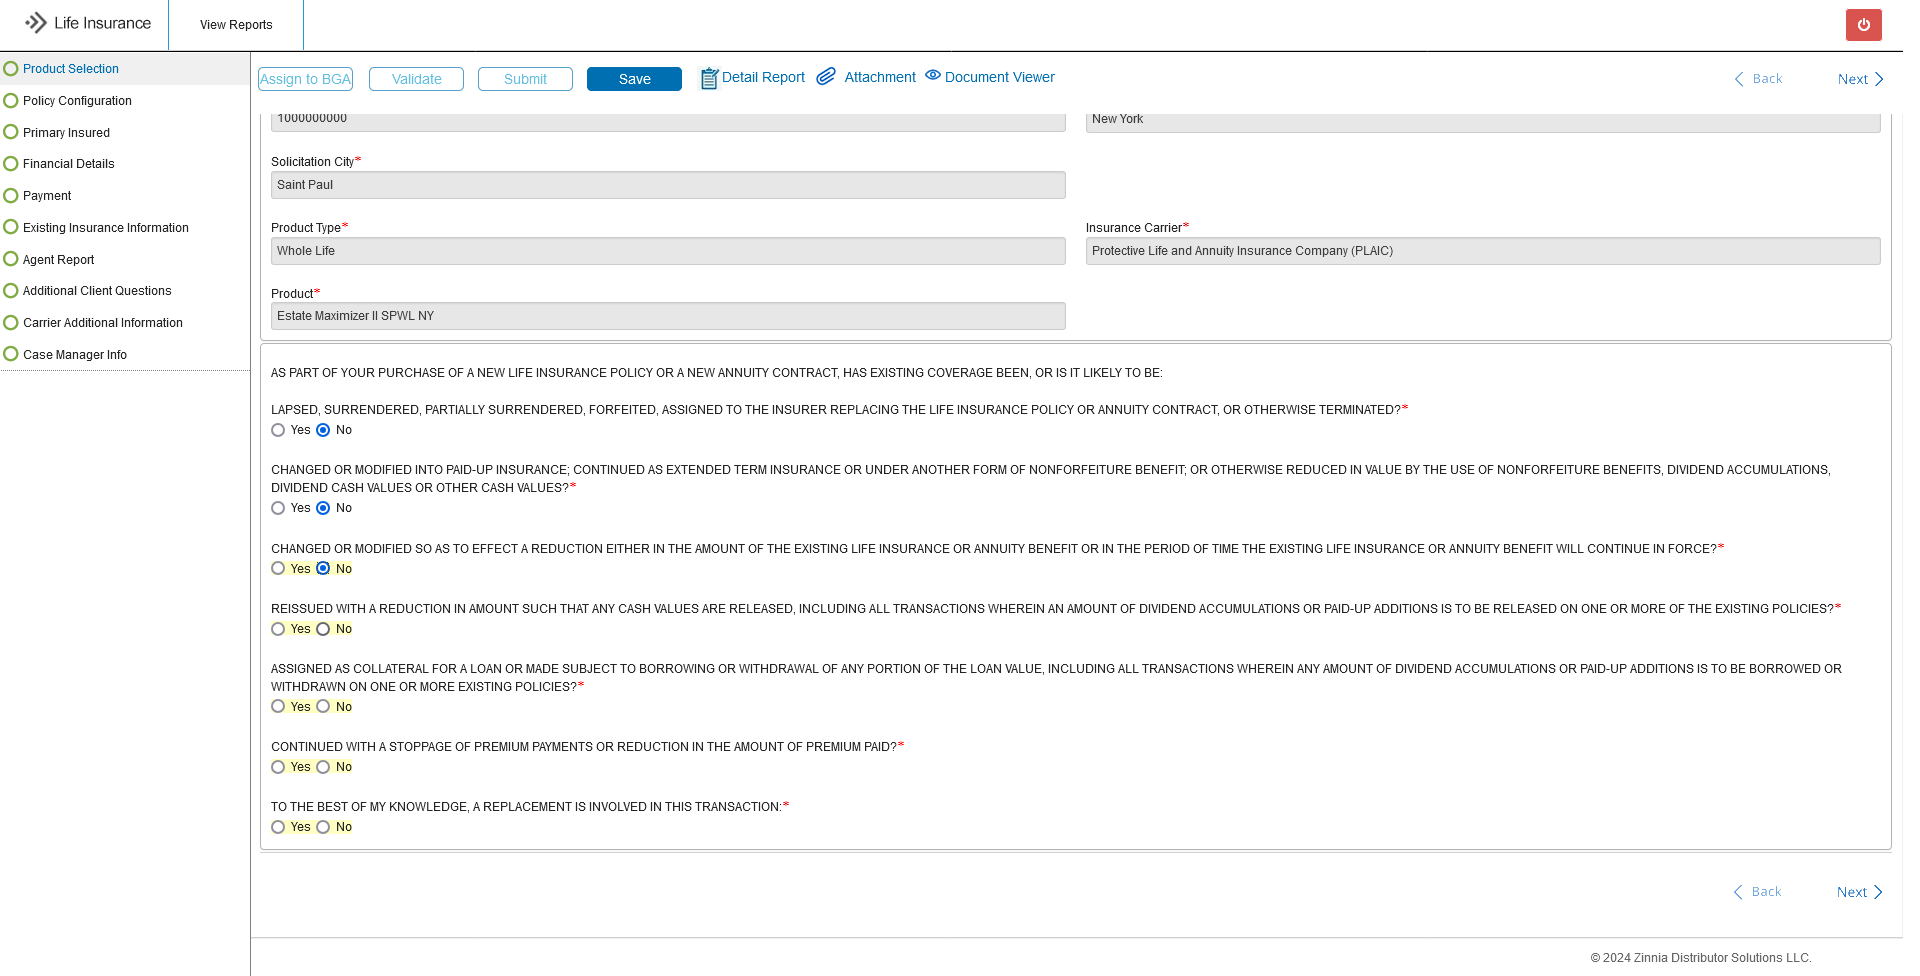 Life Insurance
View Reports
Product Selection
Policy Configuration
Primary Insured
Financial Details
Payment
Existing Insurance Information
Agent Report
Additional Client Questions
Carrier Additional Information
Case Manager Info
Assign to BGA
Validate
Submit
Save
Detail Report
Attachment
Document Viewer
Back
Next
1000000000
New York
Solicitation City*
Saint Paul
Product Type*
Insurance Carrier*
Whole Life
Protective Life and Annuity Insurance Company (PLAIC)
Product*
Estate Maximizer II SPWL NY
AS PART OF YOUR PURCHASE OF A NEW LIFE INSURANCE POLICY OR A NEW ANNUITY CONTRACT, HAS EXISTING COVERAGE BEEN, OR IS IT LIKELY TO BE:
LAPSED, SURRENDERED, PARTIALLY SURRENDERED, FORFEITED, ASSIGNED TO THE INSURER REPLACING THE LIFE INSURANCE POLICY OR ANNUITY CONTRACT, OR OTHERWISE TERMINATED?*
Yes No
CHANGED OR MODIFIED INTO PAID-UP INSURANCE; CONTINUED AS EXTENDED TERM INSURANCE OR UNDER ANOTHER FORM OF NONFORFEITURE BENEFIT; OR OTHERWISE REDUCED IN VALUE BY THE USE OF NONFORFEITURE BENEFITS, DIVIDEND ACCUMULATIONS,
DIVIDEND CASH VALUES OR OTHER CASH VALUES?*
Yes No
CHANGED OR MODIFIED SO AS TO EFFECT A REDUCTION EITHER IN THE AMOUNT OF THE EXISTING LIFE INSURANCE OR ANNUITY BENEFIT OR IN THE PERIOD OF TIME THE EXISTING LIFE INSURANCE OR ANNUITY BENEFIT WILL CONTINUE IN FORCE?*
Yes No
REISSUED WITH A REDUCTION IN AMOUNT SUCH THAT ANY CASH VALUES ARE RELEASED, INCLUDING ALL TRANSACTIONS WHEREIN AN AMOUNT OF DIVIDEND ACCUMULATIONS OR PAID-UP ADDITIONS IS TO BE RELEASED ON ONE OR MORE OF THE EXISTING POLICIES?*
Yes No
ASSIGNED AS COLLATERAL FOR A LOAN OR MADE SUBJECT TO BORROWING OR WITHDRAWAL OF ANY PORTION OF THE LOAN VALUE, INCLUDING ALL TRANSACTIONS WHEREIN ANY AMOUNT OF DIVIDEND ACCUMULATIONS OR PAID-UP ADDITIONS IS TO BE BORROWED OR
WITHDRAWN ON ONE OR MORE EXISTING POLICIES?*
Yes No
CONTINUED WITH A STOPPAGE OF PREMIUM PAYMENTS OR REDUCTION IN THE AMOUNT OF PREMIUM PAID?*
Yes No
TO THE BEST OF MY KNOWLEDGE, A REPLACEMENT IS INVOLVED IN THIS TRANSACTION:*
Yes No
Back
Next
© 2024 Zinnia Distributor Solutions LLC.